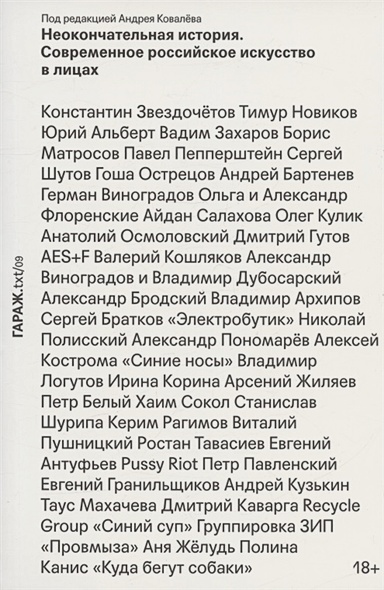 Под редакцией Андрея Ковалёва
Неокончательная история.
Современное российское искусство
в лицах
Константин Звездочётов Тимур Новиков
Юрий Альберт Вадим Захаров Борис
Матросов Павел Пепперштейн Сергей
Шутов Гоша Острецов Андрей Бартенев
Герман Виноградов Ольга и Александр
Флоренские Айдан Салахова Олег Кулик
Анатолий Осмоловский Дмитрий Гутов
AES+F Валерий Кошляков Александр
Виноградов и Владимир Дубосарский
Александр Бродский Владимир Архипов
Сергей Братков «Электробутик» Николай
Полисский Александр Пономарёв Алексей
Кострома «Синие носы» Владимир
Логутов Ирина Корина Арсений Жиляев
Петр Белый Хаим Сокол Станислав
Шурипа Керим Рагимов Виталий
Пушницкий Ростан Тавасиев Евгений
Антуфьев Pussy Riot Петр Павленский
Евгений Гранильщиков Андрей Кузькин
Таус Махачева Дмитрий Каварга Recycle
Group «Синий суп» Группировка ЗИП
«Провмыза» Аня Жёлудь Полина
Канис «Куда бегут собаки»
18+
ГАРАЖ.txt/09